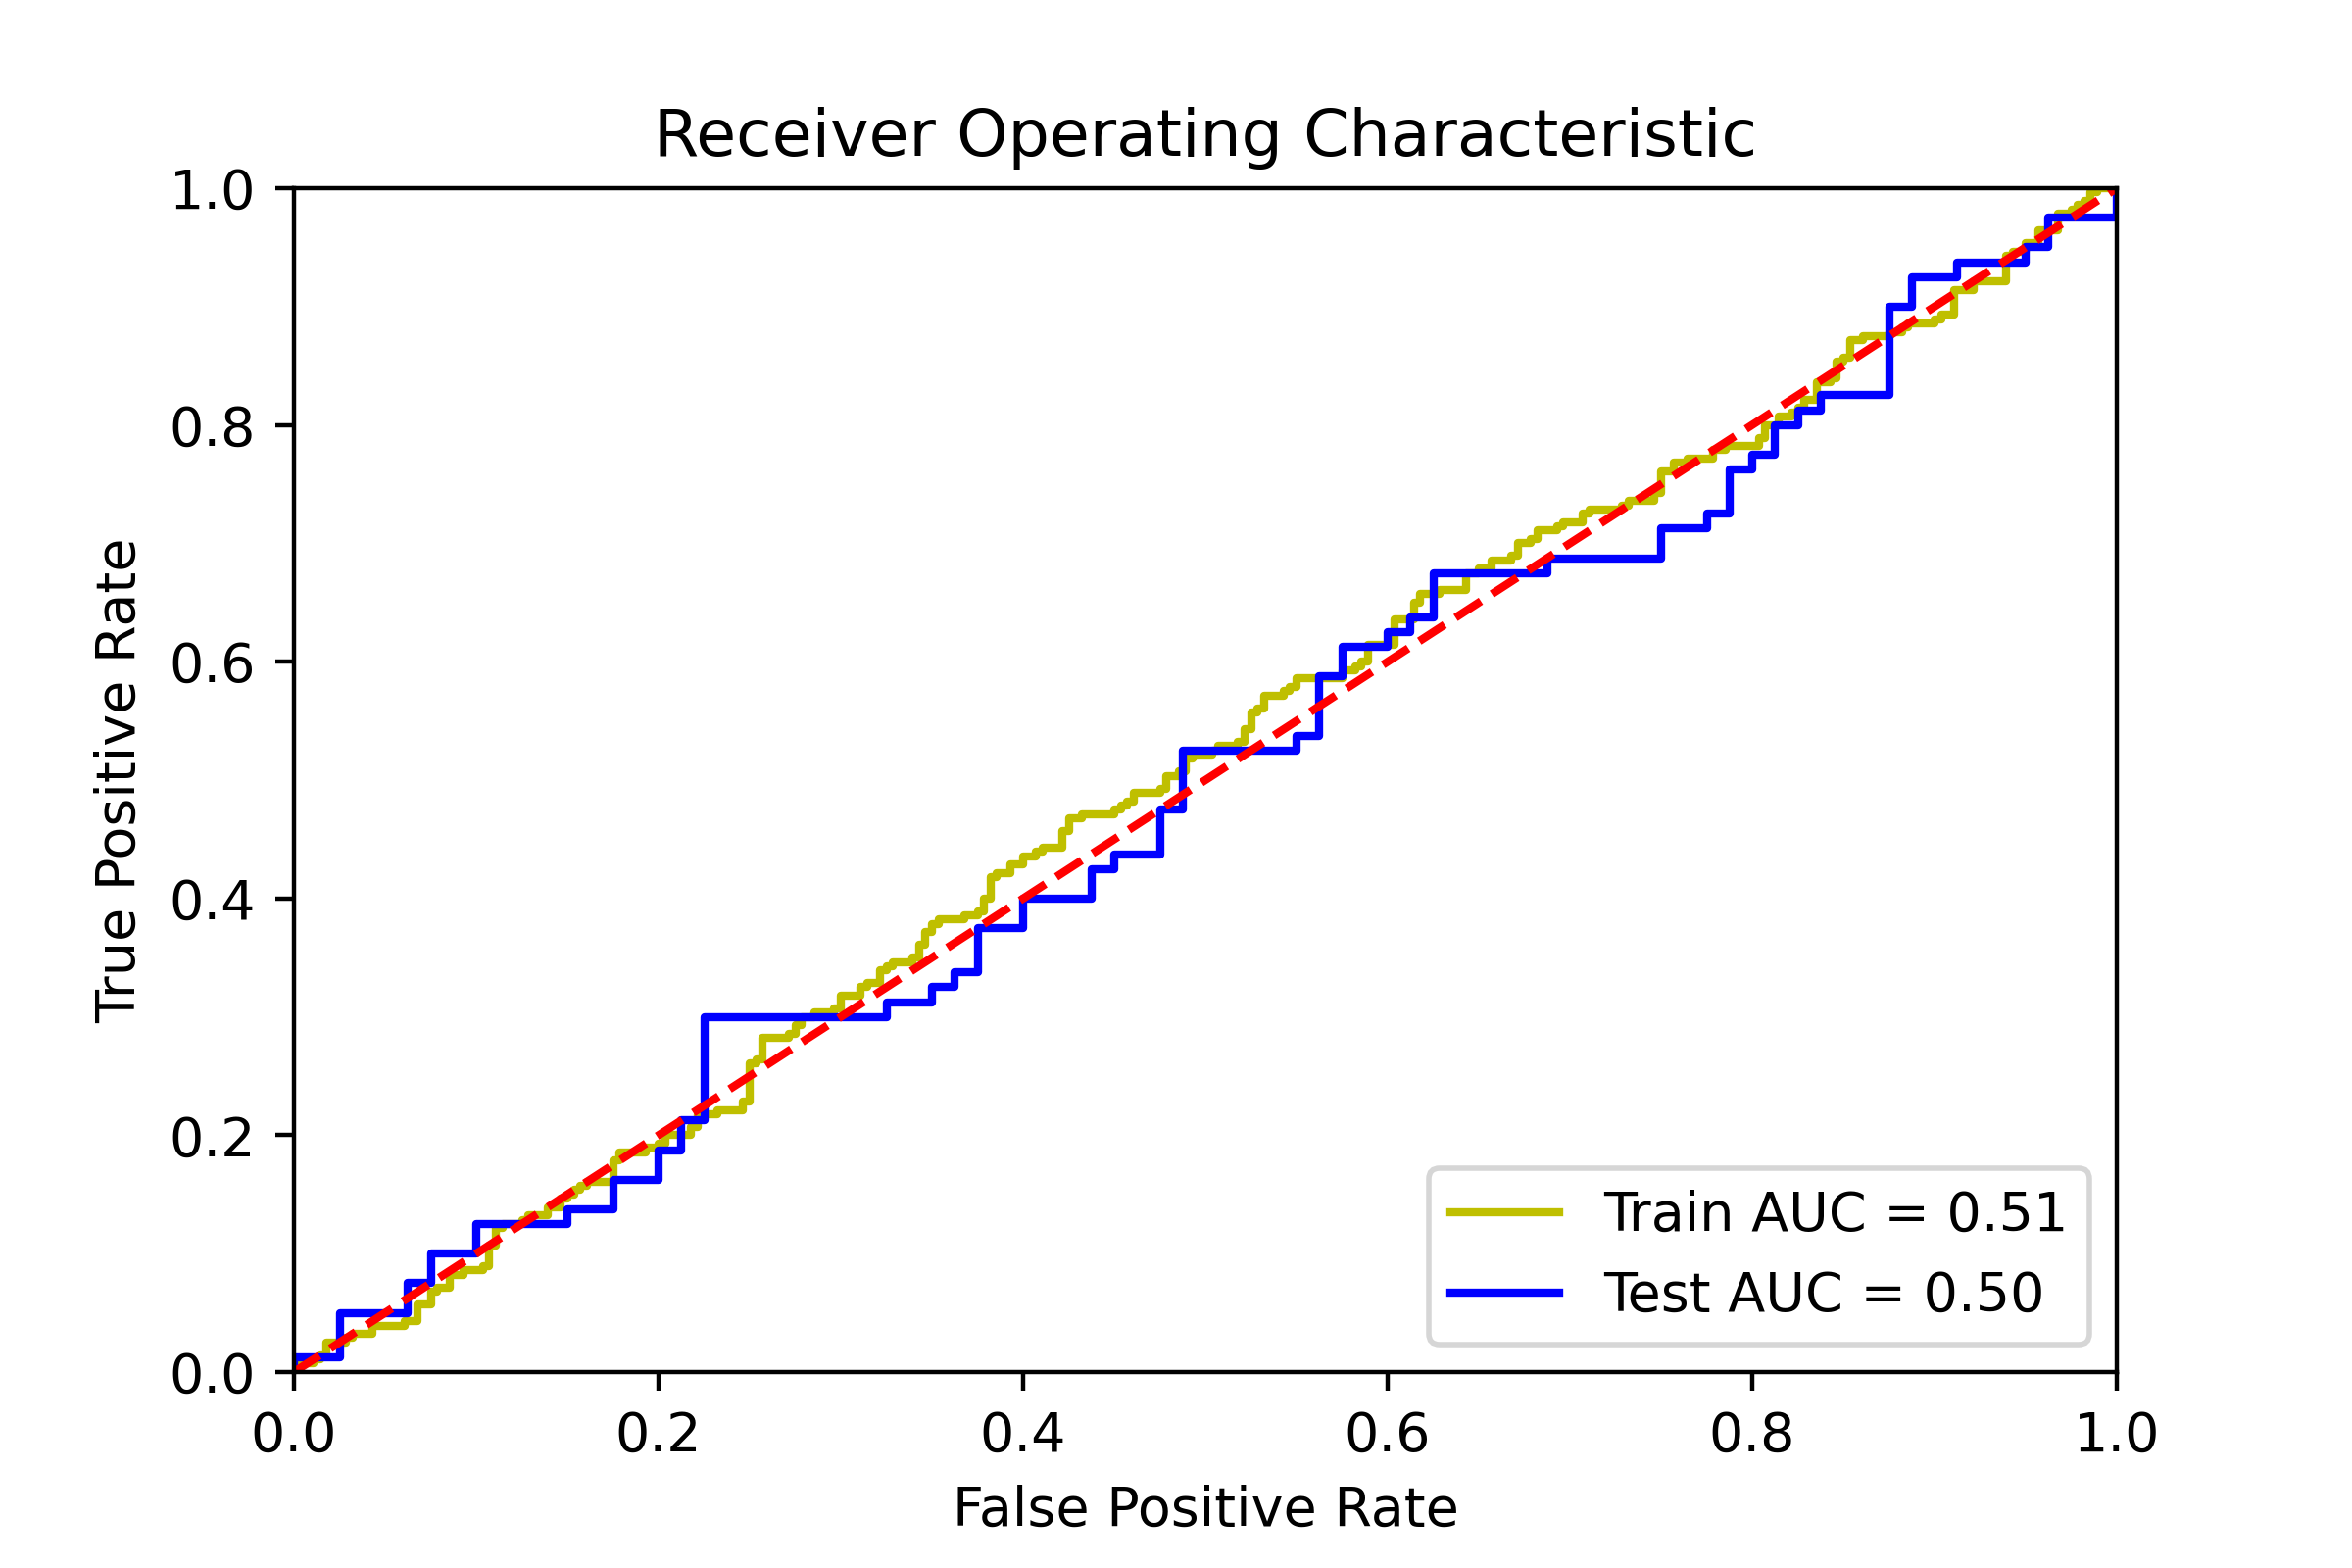 Receiver Operating Characteristic
1.0
0.8
0.6
0.4
0.2
0.0
True Positive Rate
Train AUC = 0.51
Test AUC = 0.50
0.0 0.2 0.4 0.6 0.8 1.0
False Positive Rate